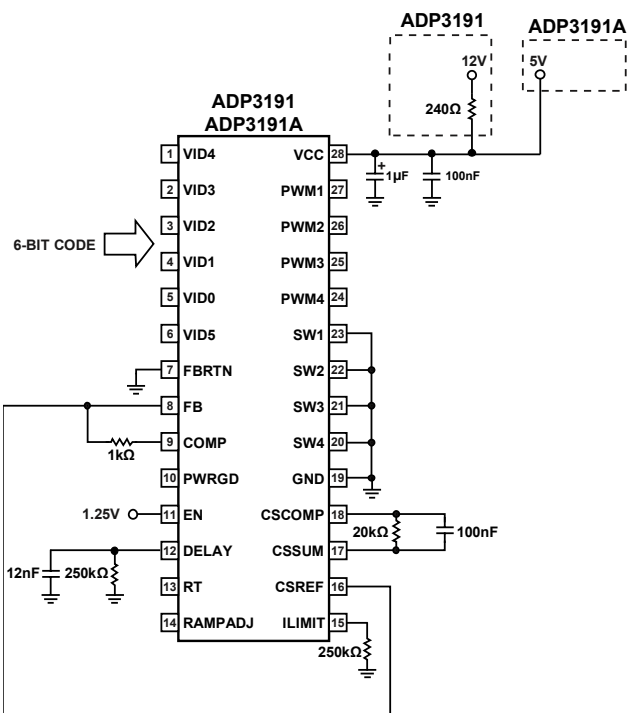 ADP3191
12V
240Ω
ADP3191A
5V
ADP3191
ADP3191A
1 VID4
2 VID3
3 VID2
4 VID1
5 VID0
6 VID5
7 FBRTN
8 FB
9 COMP
10 PWRGD
11 EN
12 DELAY
13 RT
14 RAMPADJ
VCC 28
PWM1 27
PWM2 26
PWM3 25
PWM4 24
SW1 23
SW2 22
SW3 21
SW4 20
GND 19
CSCOMP 18
CSSUM 17
CSREF 16
ILIMIT 15
6-BIT CODE
1kΩ
1.25V
12nF
250kΩ
+
1µF
100nF
20kΩ
100nF
250kΩ